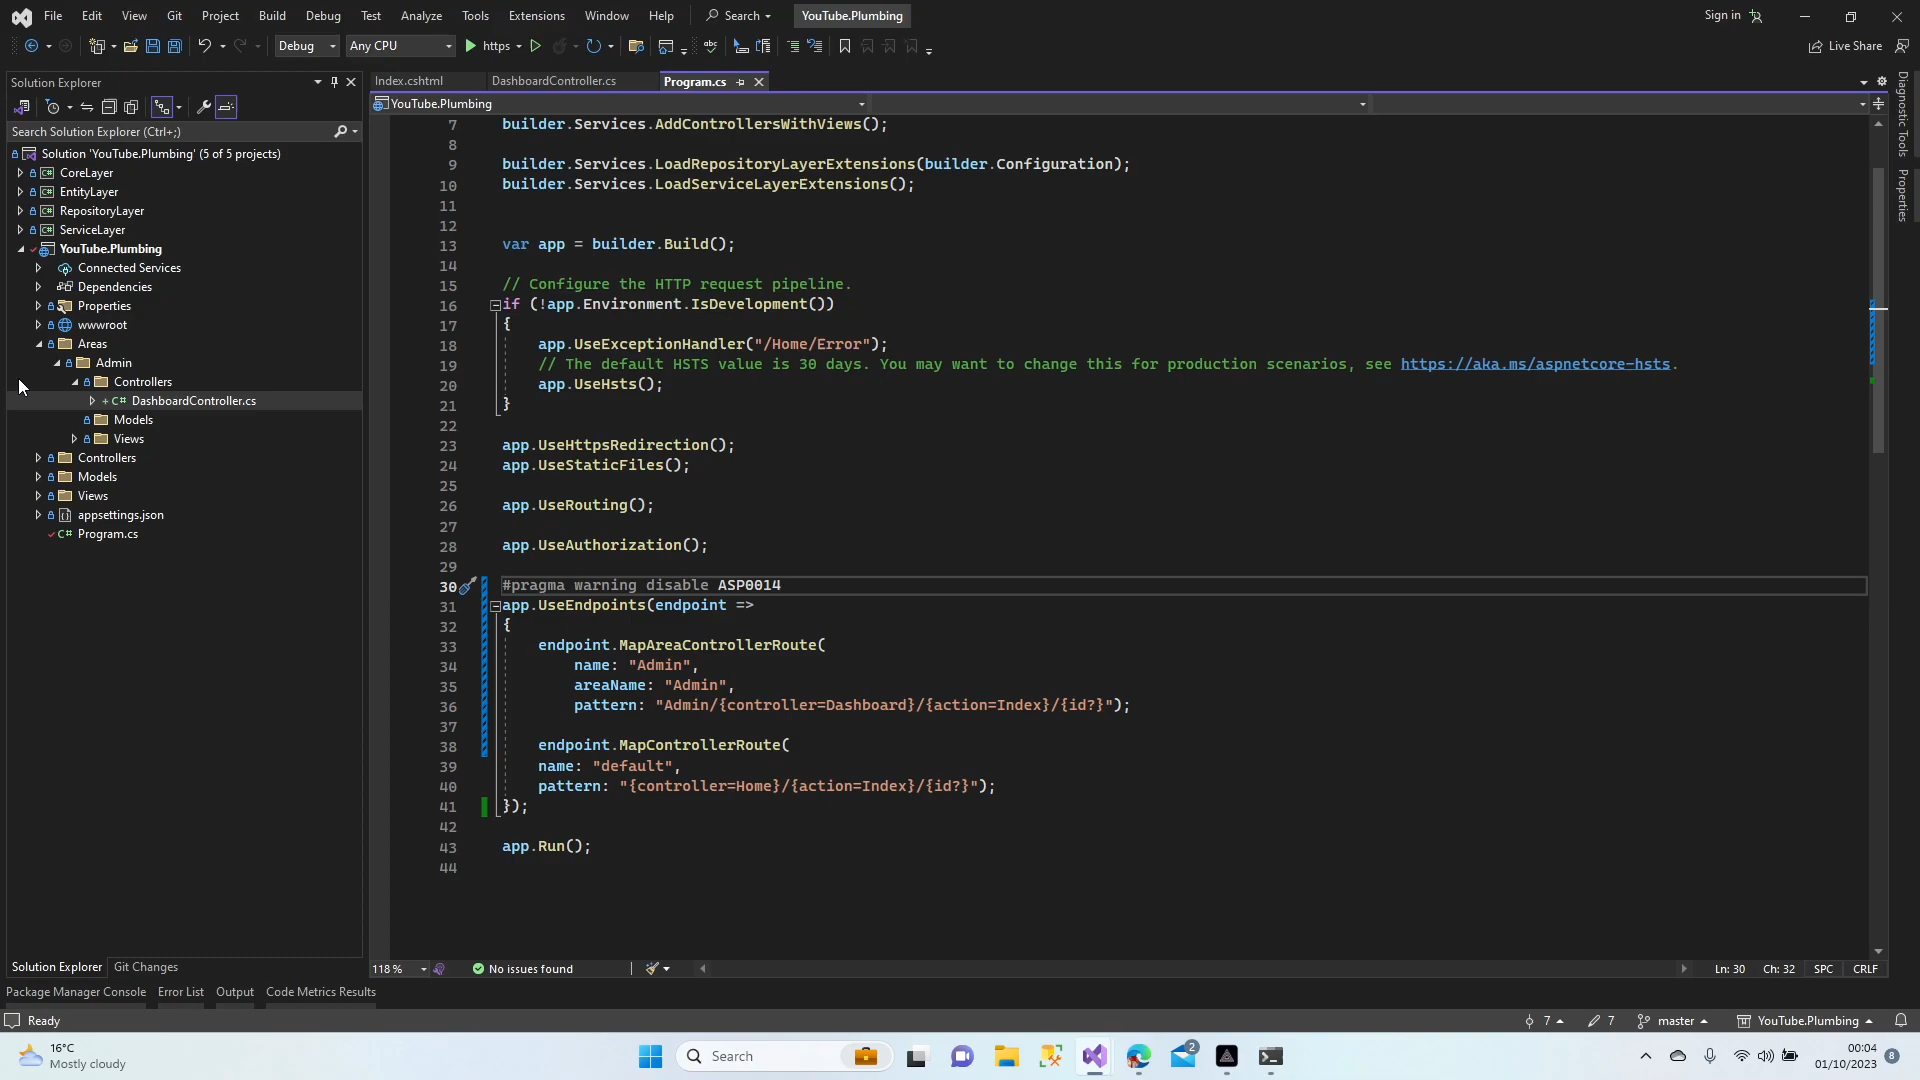 File Edit View Git Project Build Debug Test Analyze Tools Extensions Window Help Search YouTube.Plumbing Sign in
Debug Any CPU https Live Share
Solution Explorer
Search Solution Explorer (Ctrl+;)
Solution 'YouTube.Plumbing' (5 of 5 projects)
CoreLayer
EntityLayer
RepositoryLayer
ServiceLayer
YouTube.Plumbing
Connected Services
Dependencies
Properties
wwwroot
Areas
Admin
Controllers
DashboardController.cs
Models
Views
Controllers
Models
Views
appsettings.json
Program.cs
Solution Explorer Git Changes
Index.cshtml DashboardController.cs Program.cs
YouTube.Plumbing
7 builder.Services.AddControllersWithViews();
8
9 builder.Services.LoadRepositoryLayerExtensions(builder.Configuration);
10 builder.Services.LoadServiceLayerExtensions();
11
12
13 var app = builder.Build();
14
15 // Configure the HTTP request pipeline.
16 if (!app.Environment.IsDevelopment())
17 {
18 app.UseExceptionHandler("/Home/Error");
19 // The default HSTS value is 30 days. You may want to change this for production scenarios, see https://aka.ms/aspnetcore-hsts.
20 app.UseHsts();
21 }
22
23 app.UseHttpsRedirection();
24 app.UseStaticFiles();
25
26 app.UseRouting();
27
28 app.UseAuthorization();
29
30 #pragma warning disable ASP0014
31 app.UseEndpoints(endpoint =>
32 {
33 endpoint.MapAreaControllerRoute(
34 name: "Admin",
35 areaName: "Admin",
36 pattern: "Admin/{controller=Dashboard}/{action=Index}/{id?}");
37
38 endpoint.MapControllerRoute(
39 name: "default",
40 pattern: "{controller=Home}/{action=Index}/{id?}");
41 });
42
43 app.Run();
44
118 % No issues found Ln: 30 Ch: 32 SPC CRLF
Diagnostic Tools
Properties
Package Manager Console Error List Output Code Metrics Results
Ready 7 7 master YouTube.Plumbing
16°C
Mostly cloudy
Search
2
00:04
01/10/2023
8